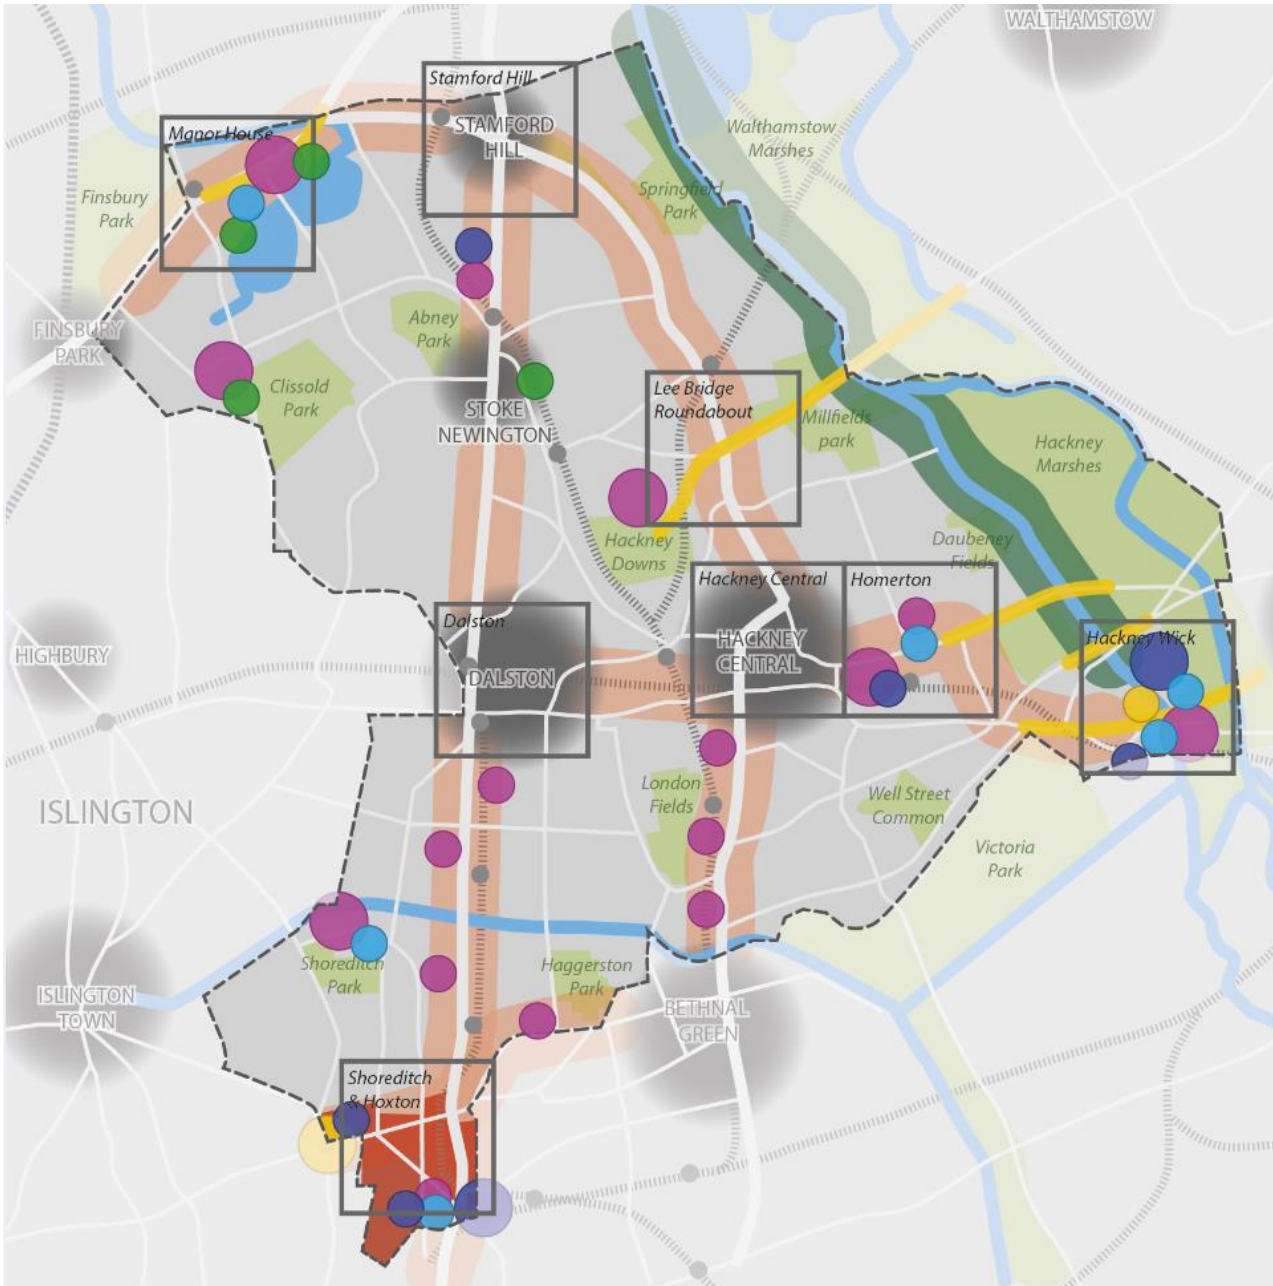 WALTHAMSTOW
Stamford Hill
STAMFORD
HILL
Manor House
Walthamstow
Marshes
Finsbury
Park
Springfield
Park
Abney
Park
FINSBURY
PARK
Clissold
Park
Lee Bridge
Roundabout
STOKE
NEWINGTON
Millfields
park
Hackney
Marshes
Hackney
Downs
Daubeney
Fields
Hackney Central
Homerton
Dalston
HIGHBURY
HACKNEY
CENTRAL
Hackney Wick
DALSTON
London
Fields
Well Street
Common
ISLINGTON
Victoria
Park
Shoreditch
Park
Haggerston
Park
ISLINGTON
TOWN
BETHNAL
GREEN
Shoreditch
& Hoxton